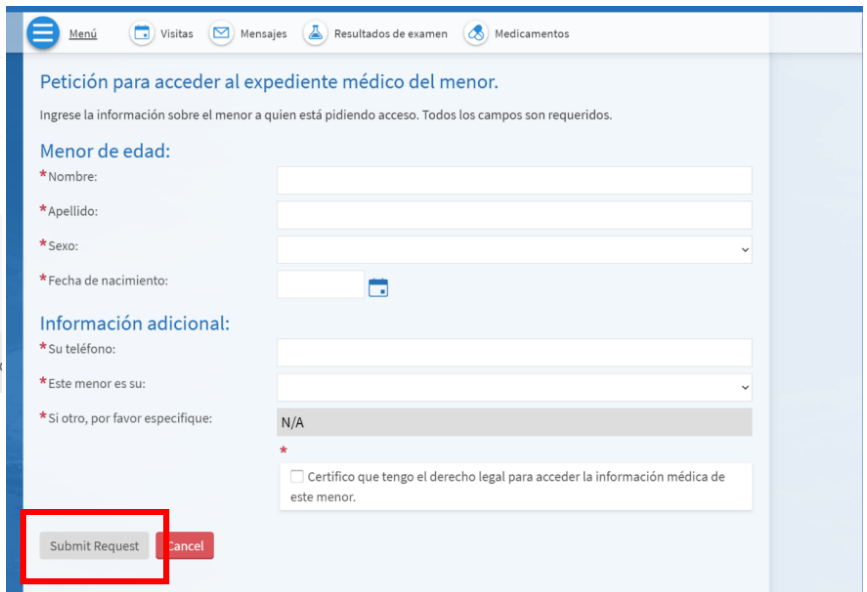 Menú Visitas Mensajes Resultados de examen Medicamentos
Petición para acceder al expediente médico del menor.
Ingrese la información sobre el menor a quien está pidiendo acceso. Todos los campos son requeridos.
Menor de edad:
*Nombre:
*Apellido:
*Sexo:
*Fecha de nacimiento:
Información adicional:
*Su teléfono:
*Este menor es su:
*Si otro, por favor especifique: N/A
*
Certifico que tengo el derecho legal para acceder la información médica de
este menor.
Submit Request Cancel